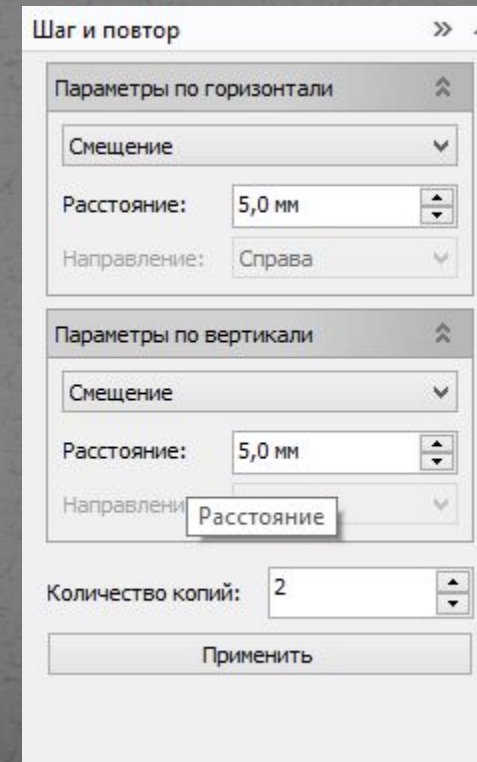 Шаг и повтор
Параметры по горизонтали
Смещение
Расстояние: 5,0 мм
Направление: Справа
Параметры по вертикали
Смещение
Расстояние: 5,0 мм
Направлени
Расстояние
Количество копий: 2
Применить